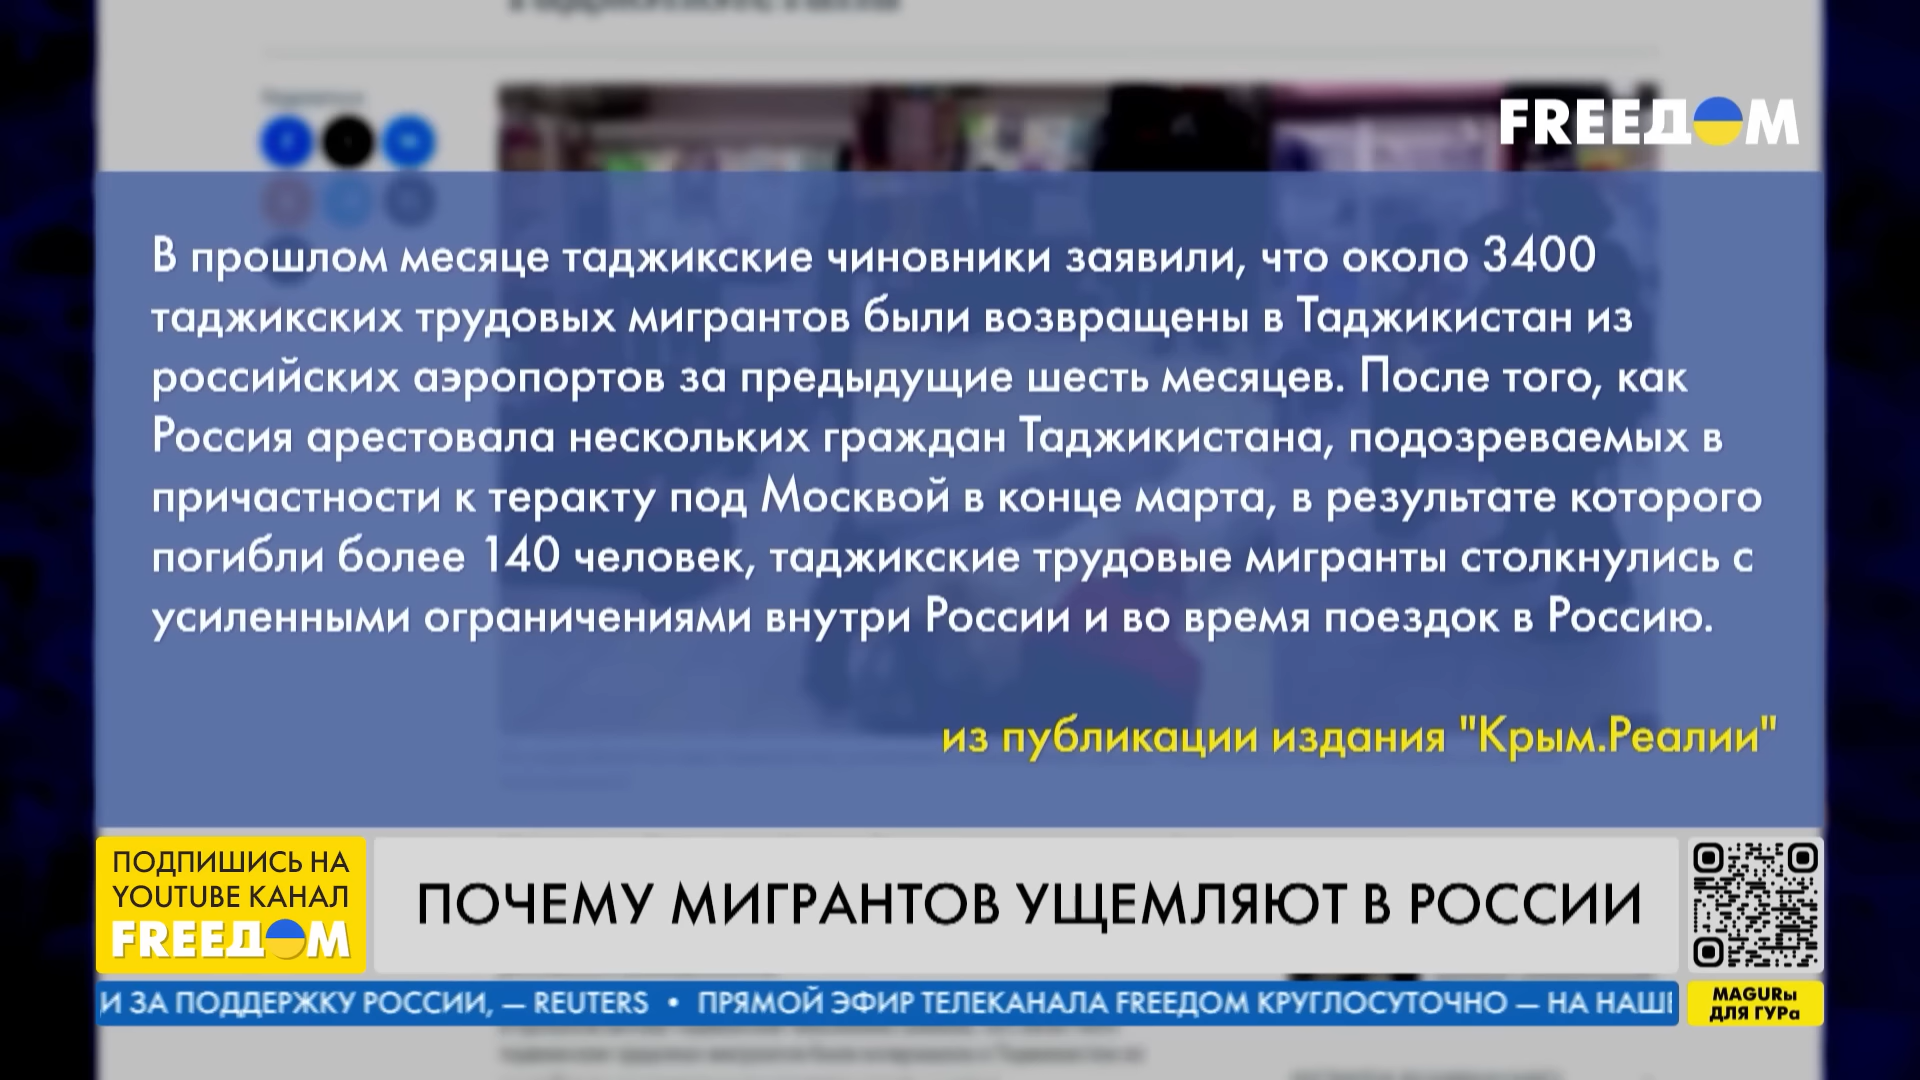 FREEДОМ
В прошлом месяце таджикские чиновники заявили, что около 3400
таджикских трудовых мигрантов были возвращены в Таджикистан из
российских аэропортов за предыдущие шесть месяцев. После того, как
Россия арестовала нескольких граждан Таджикистана, подозреваемых в
причастности к теракту под Москвой в конце марта, в результате которого
погибли более 140 человек, таджикские трудовые мигранты столкнулись с
усиленными ограничениями внутри России и во время поездок в Россию.
из публикации издания "Крым.Реалии"
ПОДПИШИСЬ НА
YOUTUBE КАНАЛ
FREEДОМ
ПОЧЕМУ МИГРАНТОВ УЩЕМЛЯЮТ В РОССИИ
И ЗА ПОДДЕРЖКУ РОССИИ, — REUTERS • ПРЯМОЙ ЭФИР ТЕЛЕКАНАЛА FREEДОМ КРУГЛОСУТОЧНО — НА НАШЕ
MAGURы
ДЛЯ ГУРа